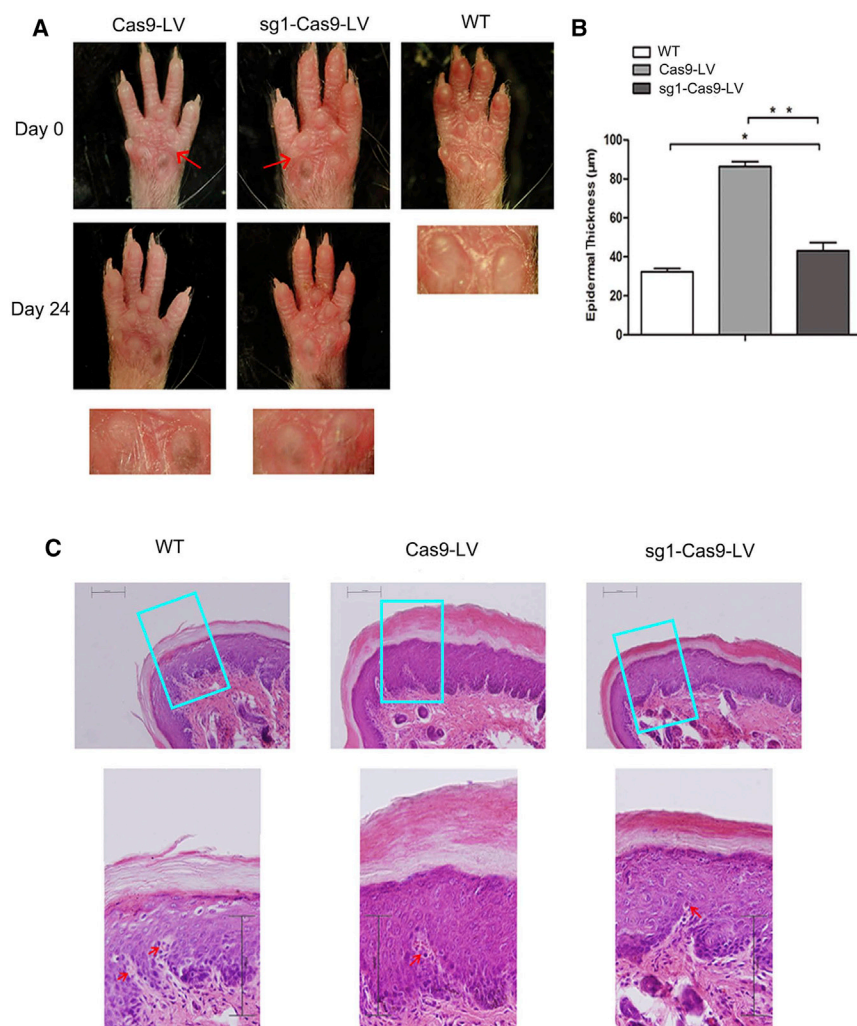 A
Cas9-LV
sg1-Cas9-LV
WT
Day 0
Day 24
B
WT
Cas9-LV
sg1-Cas9-LV
* *
*
Epidermal Thickness (μm)
100
80
60
40
20
0
C
WT
Cas9-LV
sg1-Cas9-LV